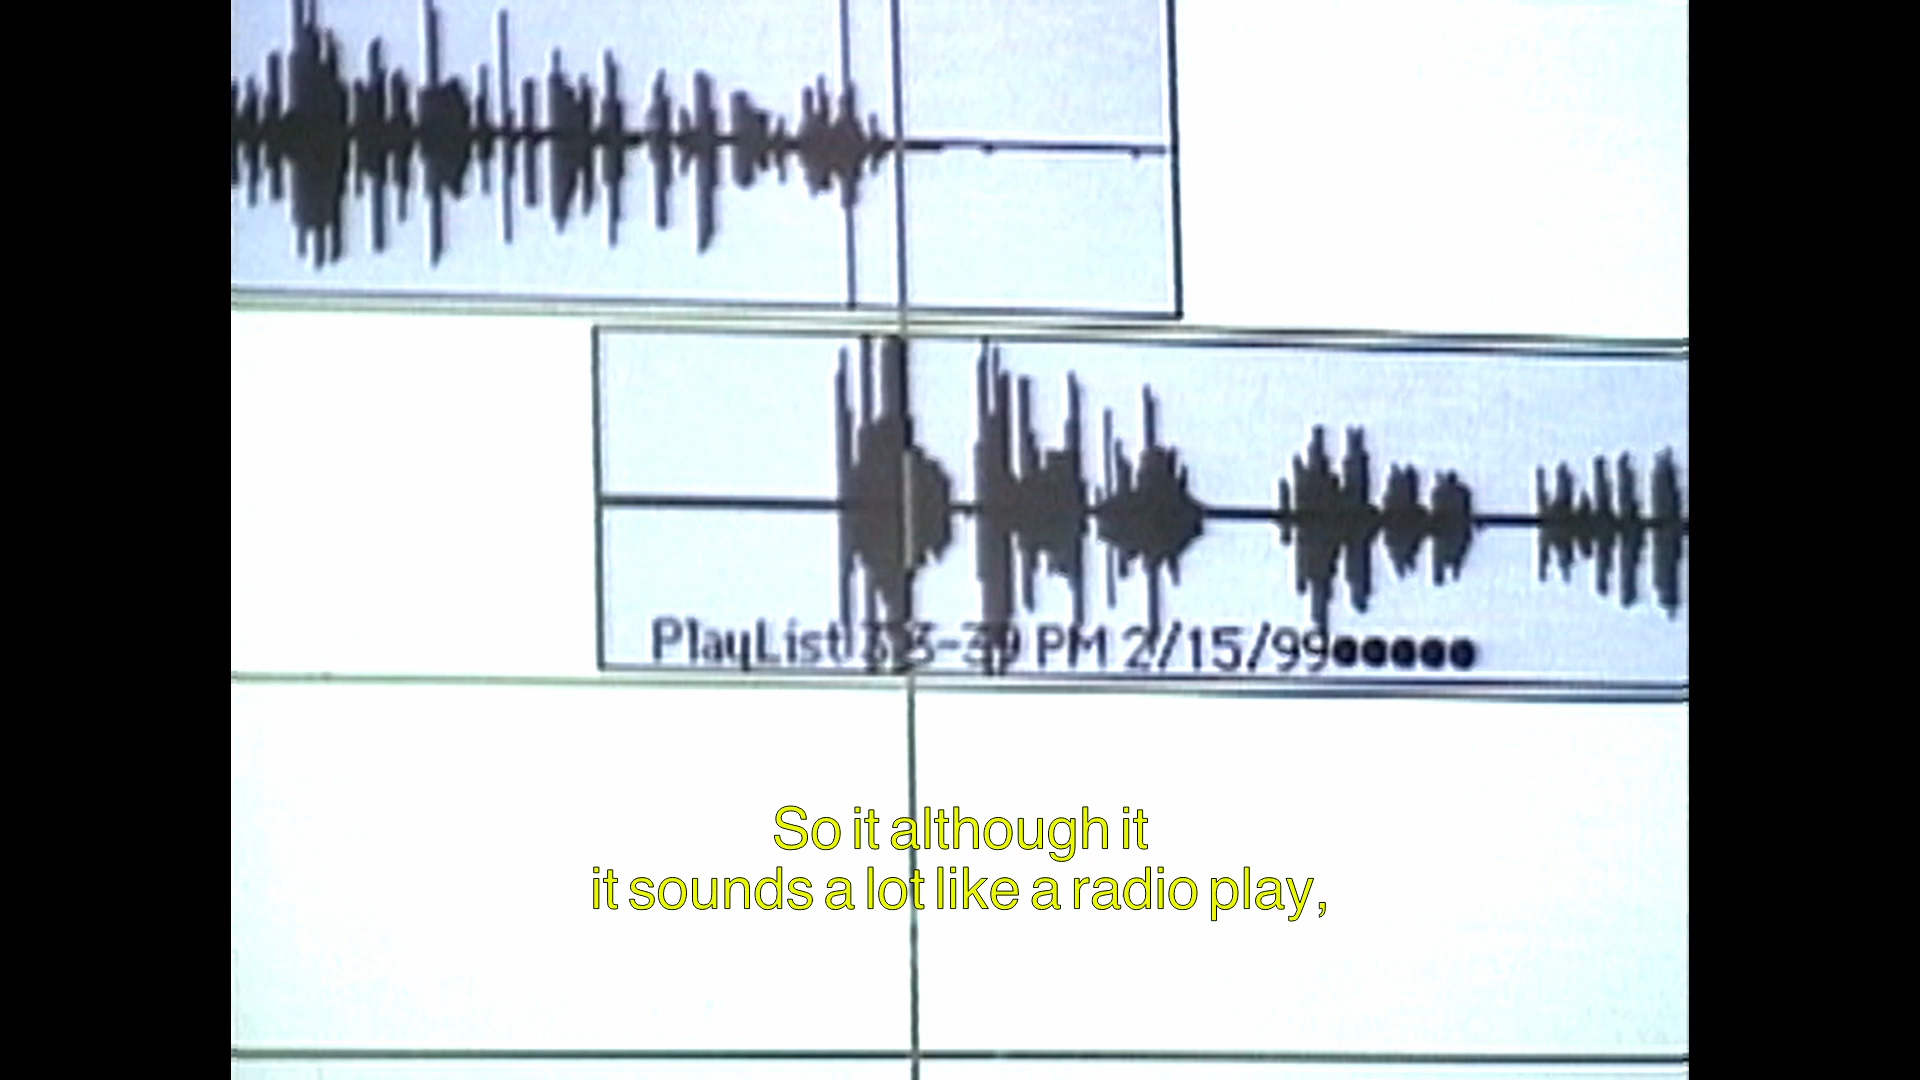 PlayList PM 2/15/99●●●●●
So it although it
it sounds a lot like a radio play,